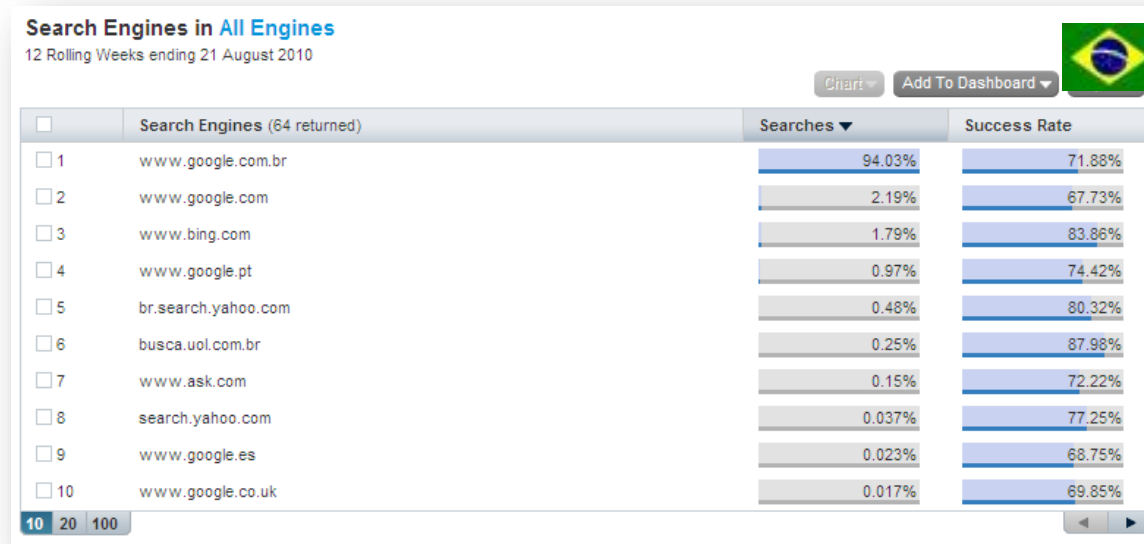 Search Engines in All Engines
12 Rolling Weeks ending 21 August 2010
Chart Add To Dashboard
Search Engines (64 returned) Searches Success Rate
1 www.google.com.br 94.03% 71.88%
2 www.google.com 2.19% 67.73%
3 www.bing.com 1.79% 83.86%
4 www.google.pt 0.97% 74.42%
5 br.search.yahoo.com 0.48% 80.32%
6 busca.uol.com.br 0.25% 87.98%
7 www.ask.com 0.15% 72.22%
8 search.yahoo.com 0.037% 77.25%
9 www.google.es 0.023% 68.75%
10 www.google.co.uk 0.017% 69.85%
10 20 100